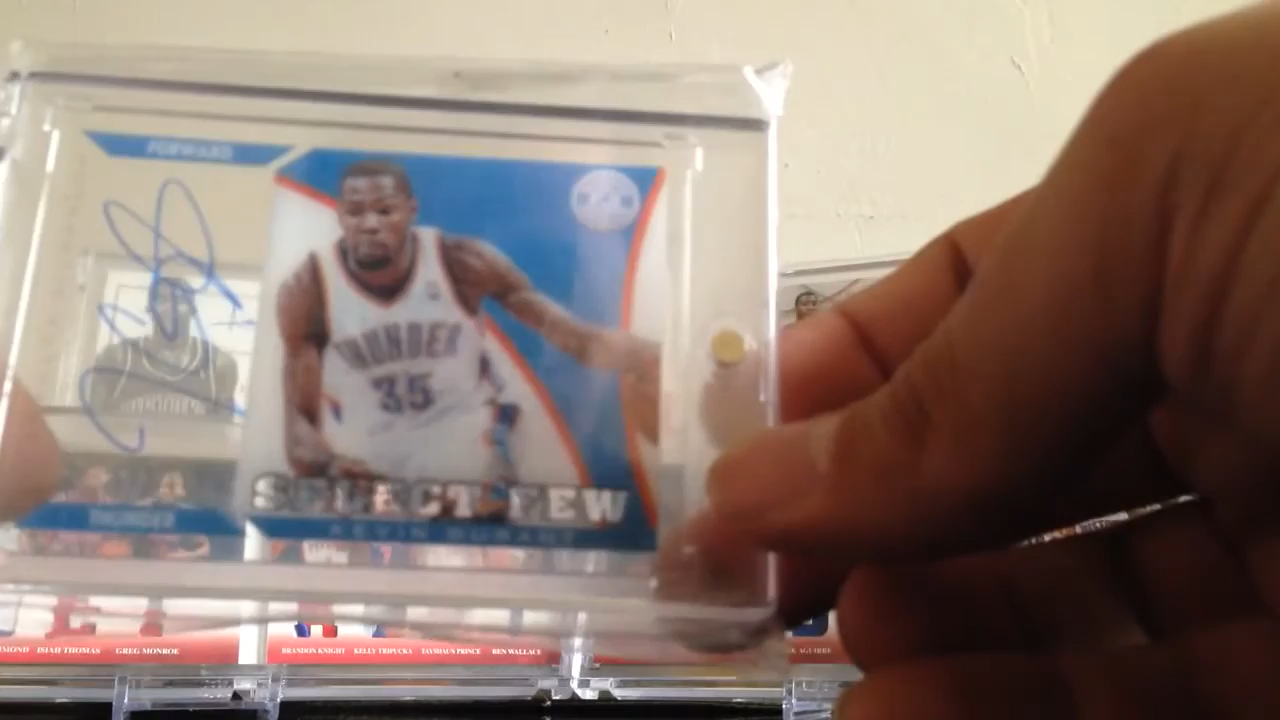 FORWARD
THUNDER
35
SELECT FEW
THUNDER
KEVIN DURANT
ISIAH THOMAS GREG MONROE
BRANDON KNIGHT KELLY TRIPUCKA TAYSHAUN PRINCE BEN WALLACE
AGUIRRE